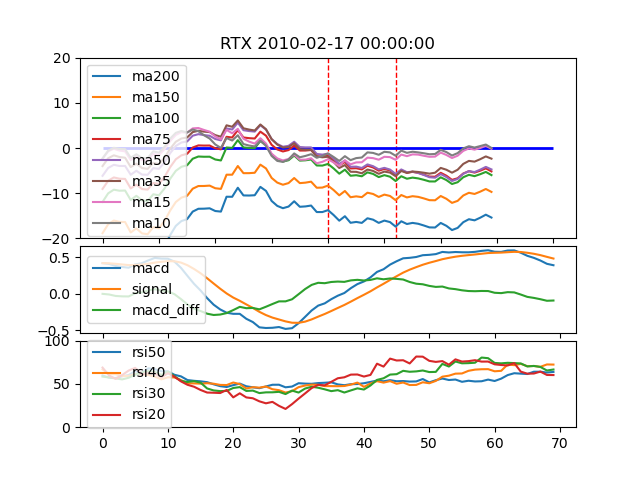 RTX 2010-02-17 00:00:00
20
10
0
−10
−20
ma200
ma150
ma100
ma75
ma50
ma35
ma15
ma10
0.5
0.0
−0.5
macd
signal
macd_diff
100
50
0
rsi50
rsi40
rsi30
rsi20
0 10 20 30 40 50 60 70